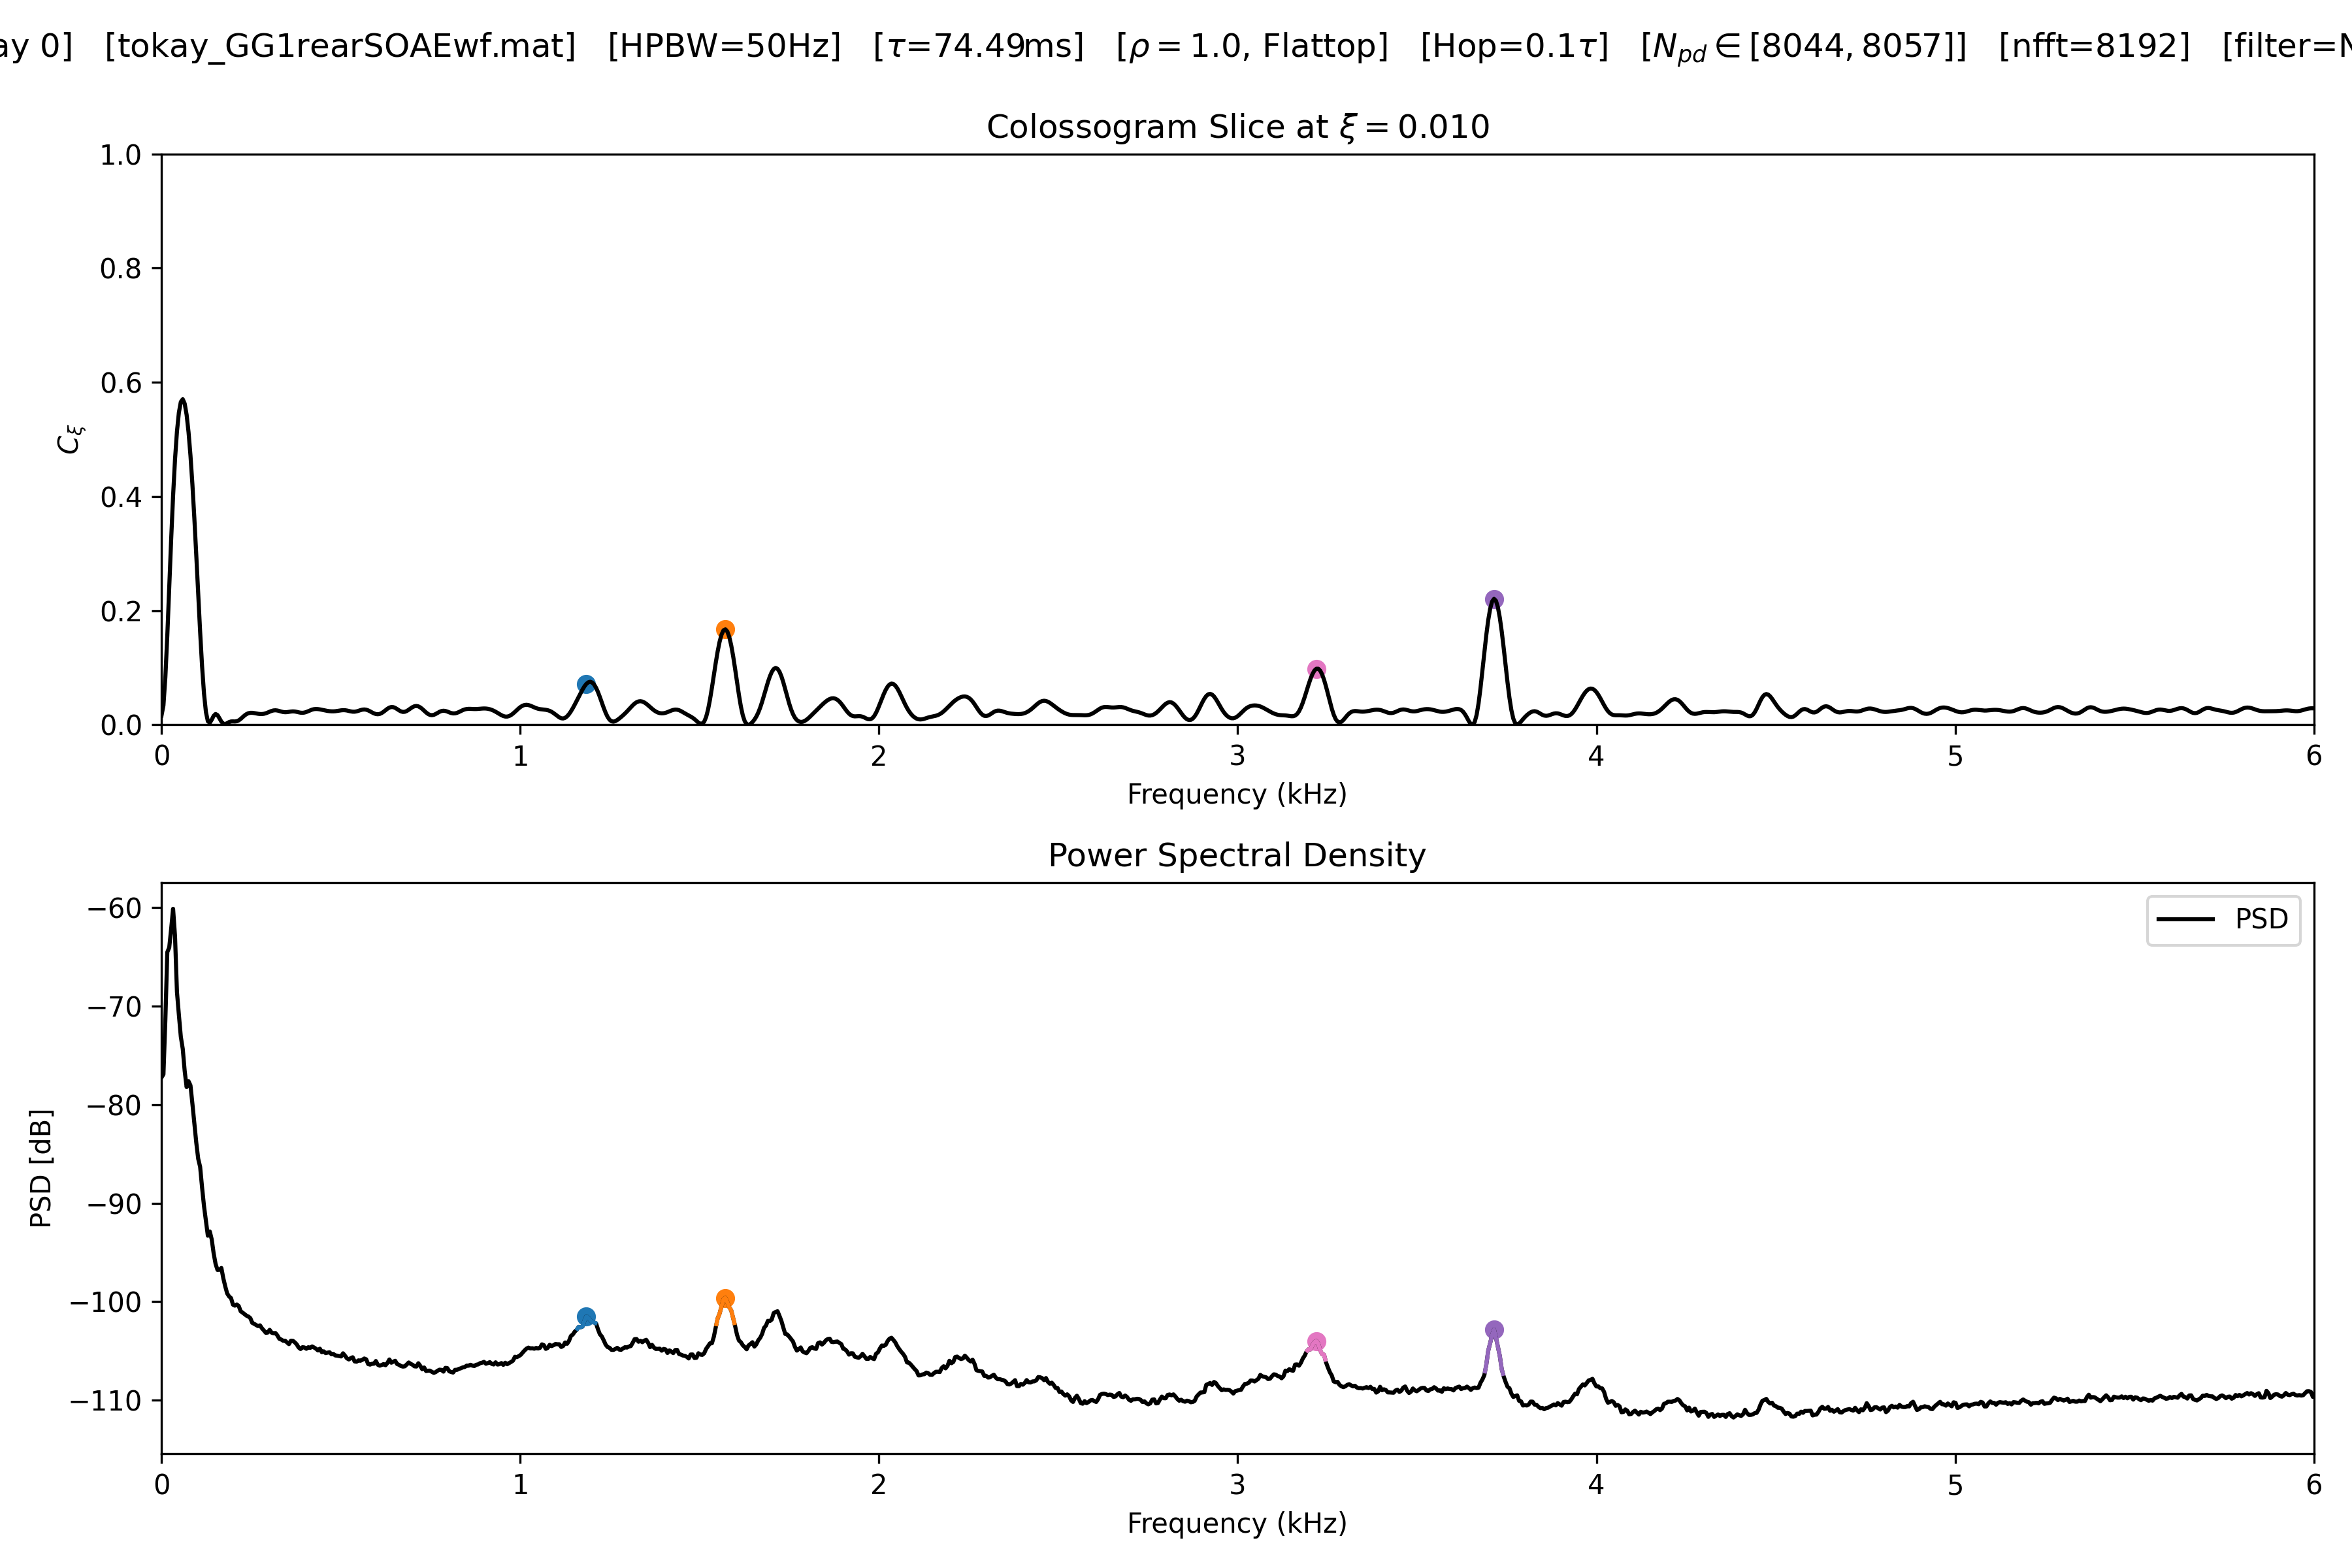 ay 0] [tokay_GG1rearSOAEwf.mat] [HPBW=50Hz] [τ=74.49ms] [ρ = 1.0, Flattop] [Hop=0.1τ] [N_pd ∈ [8044, 8057]] [nfft=8192] [filter=N
Colossogram Slice at ξ = 0.010
1.0
0.8
0.6
0.4
0.2
0.0
C_ξ
0 1 2 3 4 5 6
Frequency (kHz)
Power Spectral Density
PSD
−60
−70
−80
−90
−100
−110
PSD [dB]
0 1 2 3 4 5 6
Frequency (kHz)